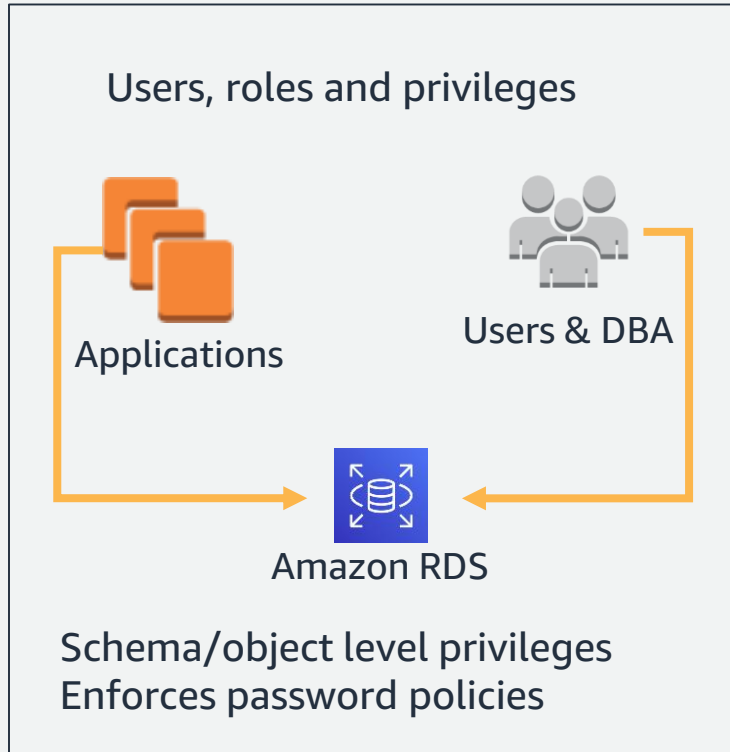 Users, roles and privileges
Applications
Users & DBA
Amazon RDS
Schema/object level privileges
Enforces password policies